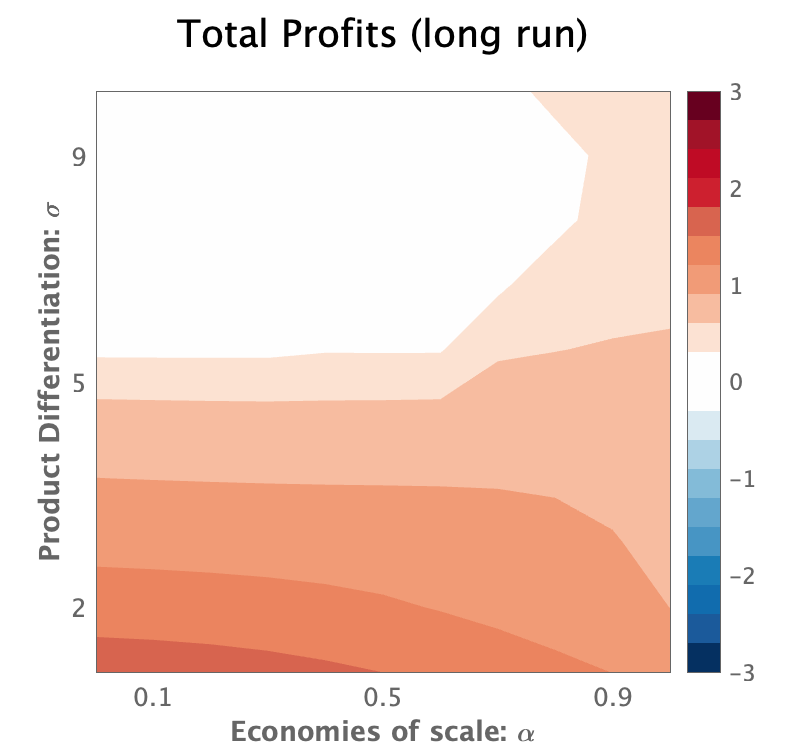 Total Profits (long run)
Product Differentiation: σ
9
5
2
0.1 0.5 0.9
Economies of scale: α
3
2
1
0
−1
−2
−3